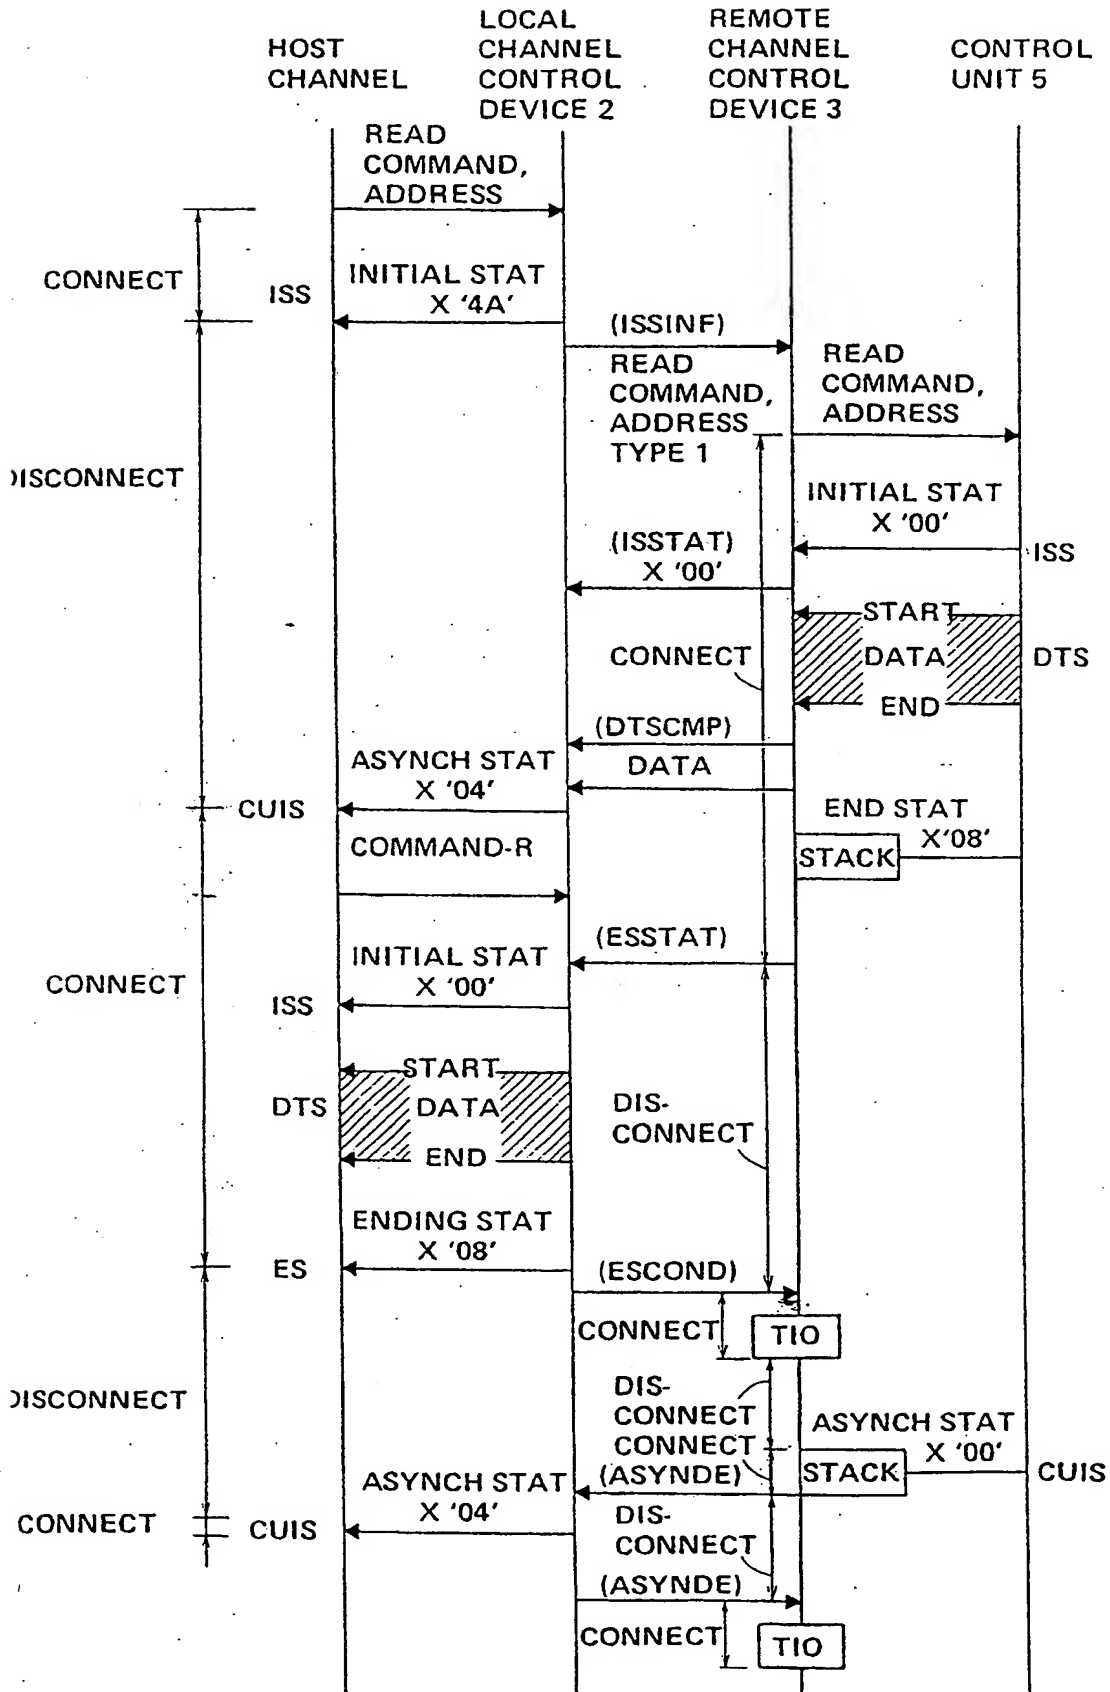 HOST
CHANNEL
LOCAL
CHANNEL
CONTROL
DEVICE 2
REMOTE
CHANNEL
CONTROL
DEVICE 3
CONTROL
UNIT 5
READ
COMMAND,
ADDRESS
CONNECT
ISS
INITIAL STAT
X '4A'
(ISSINF)
READ
COMMAND,
ADDRESS
TYPE 1
READ
COMMAND,
ADDRESS
DISCONNECT
INITIAL STAT
X '00'
ISS
(ISSTAT)
X '00'
START
DATA
END
DTS
CONNECT
(DTSCMP)
DATA
ASYNCH STAT
X '04'
CUIS
END STAT
X'08'
STACK
COMMAND-R
(ESSTAT)
INITIAL STAT
X '00'
ISS
CONNECT
START
DATA
END
DTS
DIS-
CONNECT
ENDING STAT
X '08'
ES
(ESCOND)
CONNECT
TIO
DISCONNECT
DIS-
CONNECT
CONNECT
ASYNCH STAT
X '00'
STACK
CUIS
(ASYNDE)
ASYNCH STAT
X '04'
CONNECT
CUIS
DIS-
CONNECT
(ASYNDE)
CONNECT
TIO